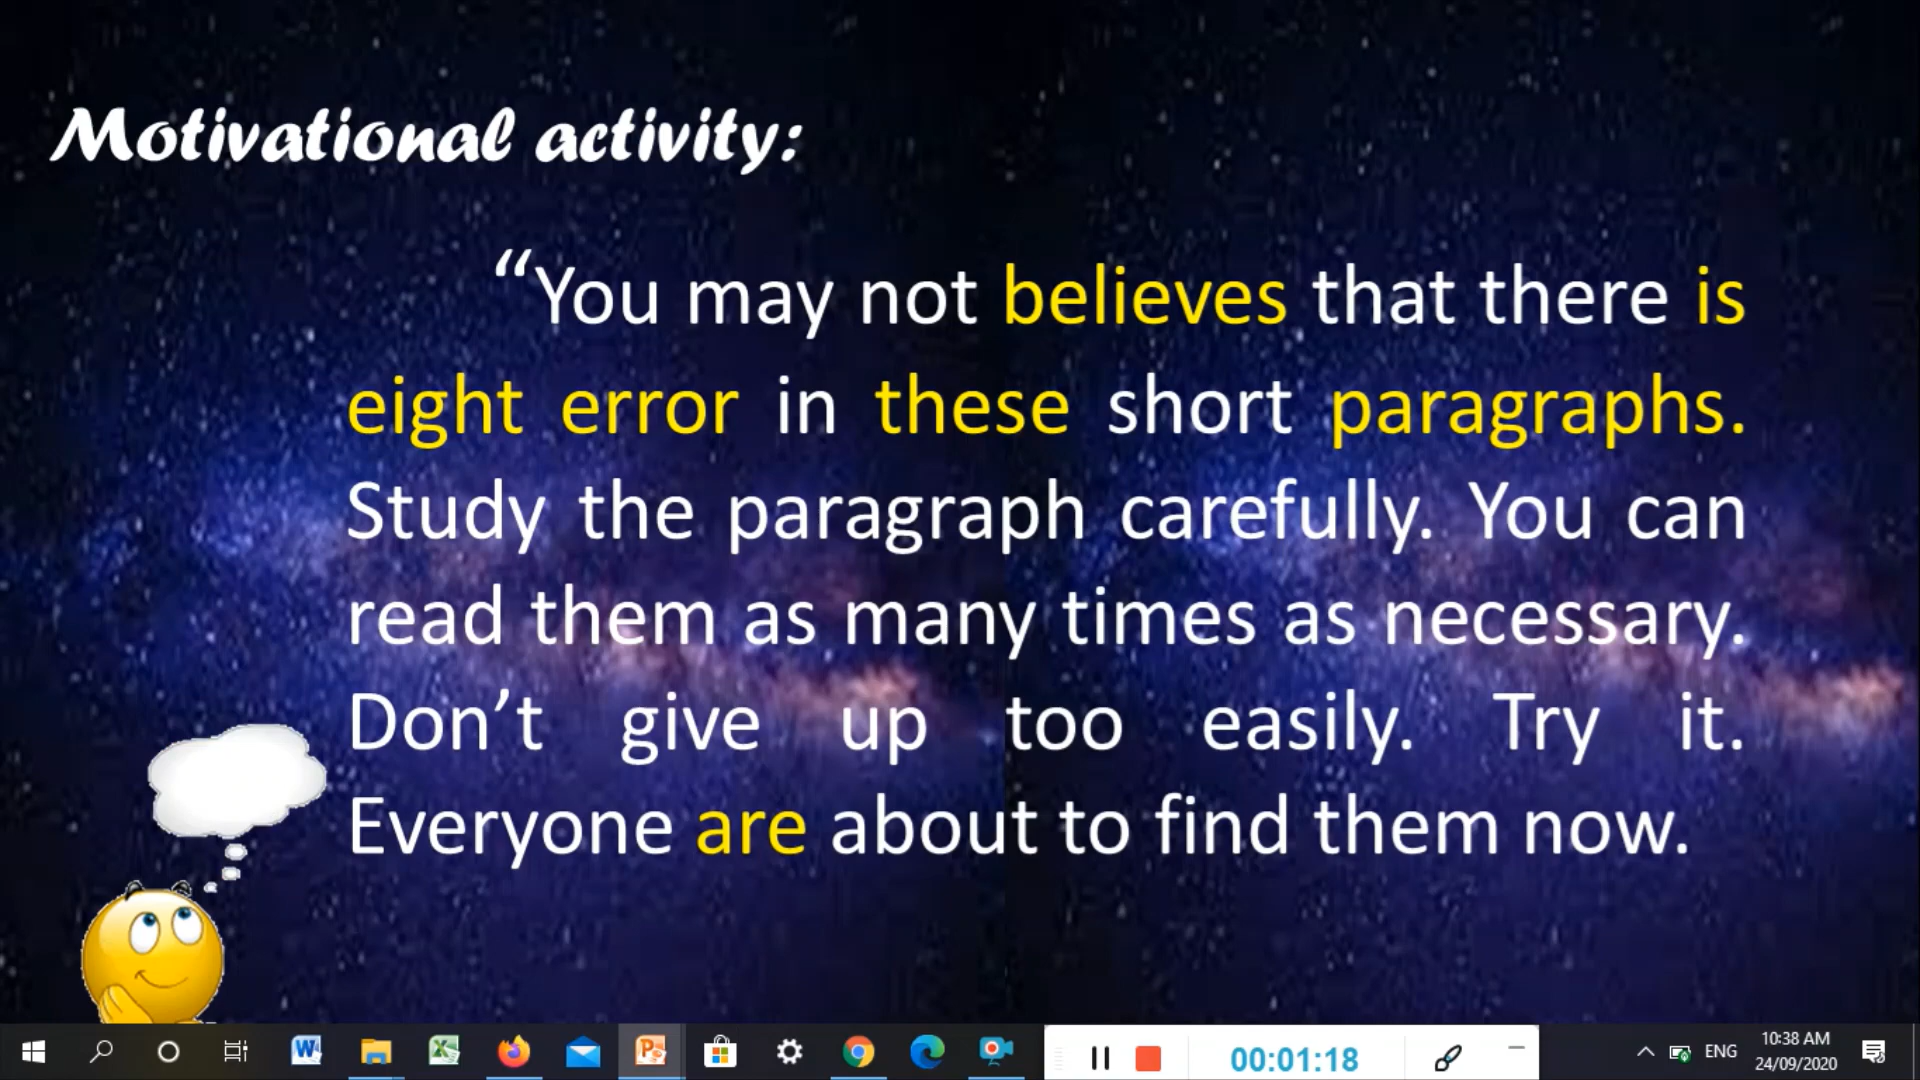 Motivational activity:
“You may not believes that there is
eight error in these short paragraphs.
Study the paragraph carefully. You can
read them as many times as necessary.
Don’t give up too easily. Try it.
Everyone are about to find them now.
00:01:18
ENG
10:38 AM
24/09/2020